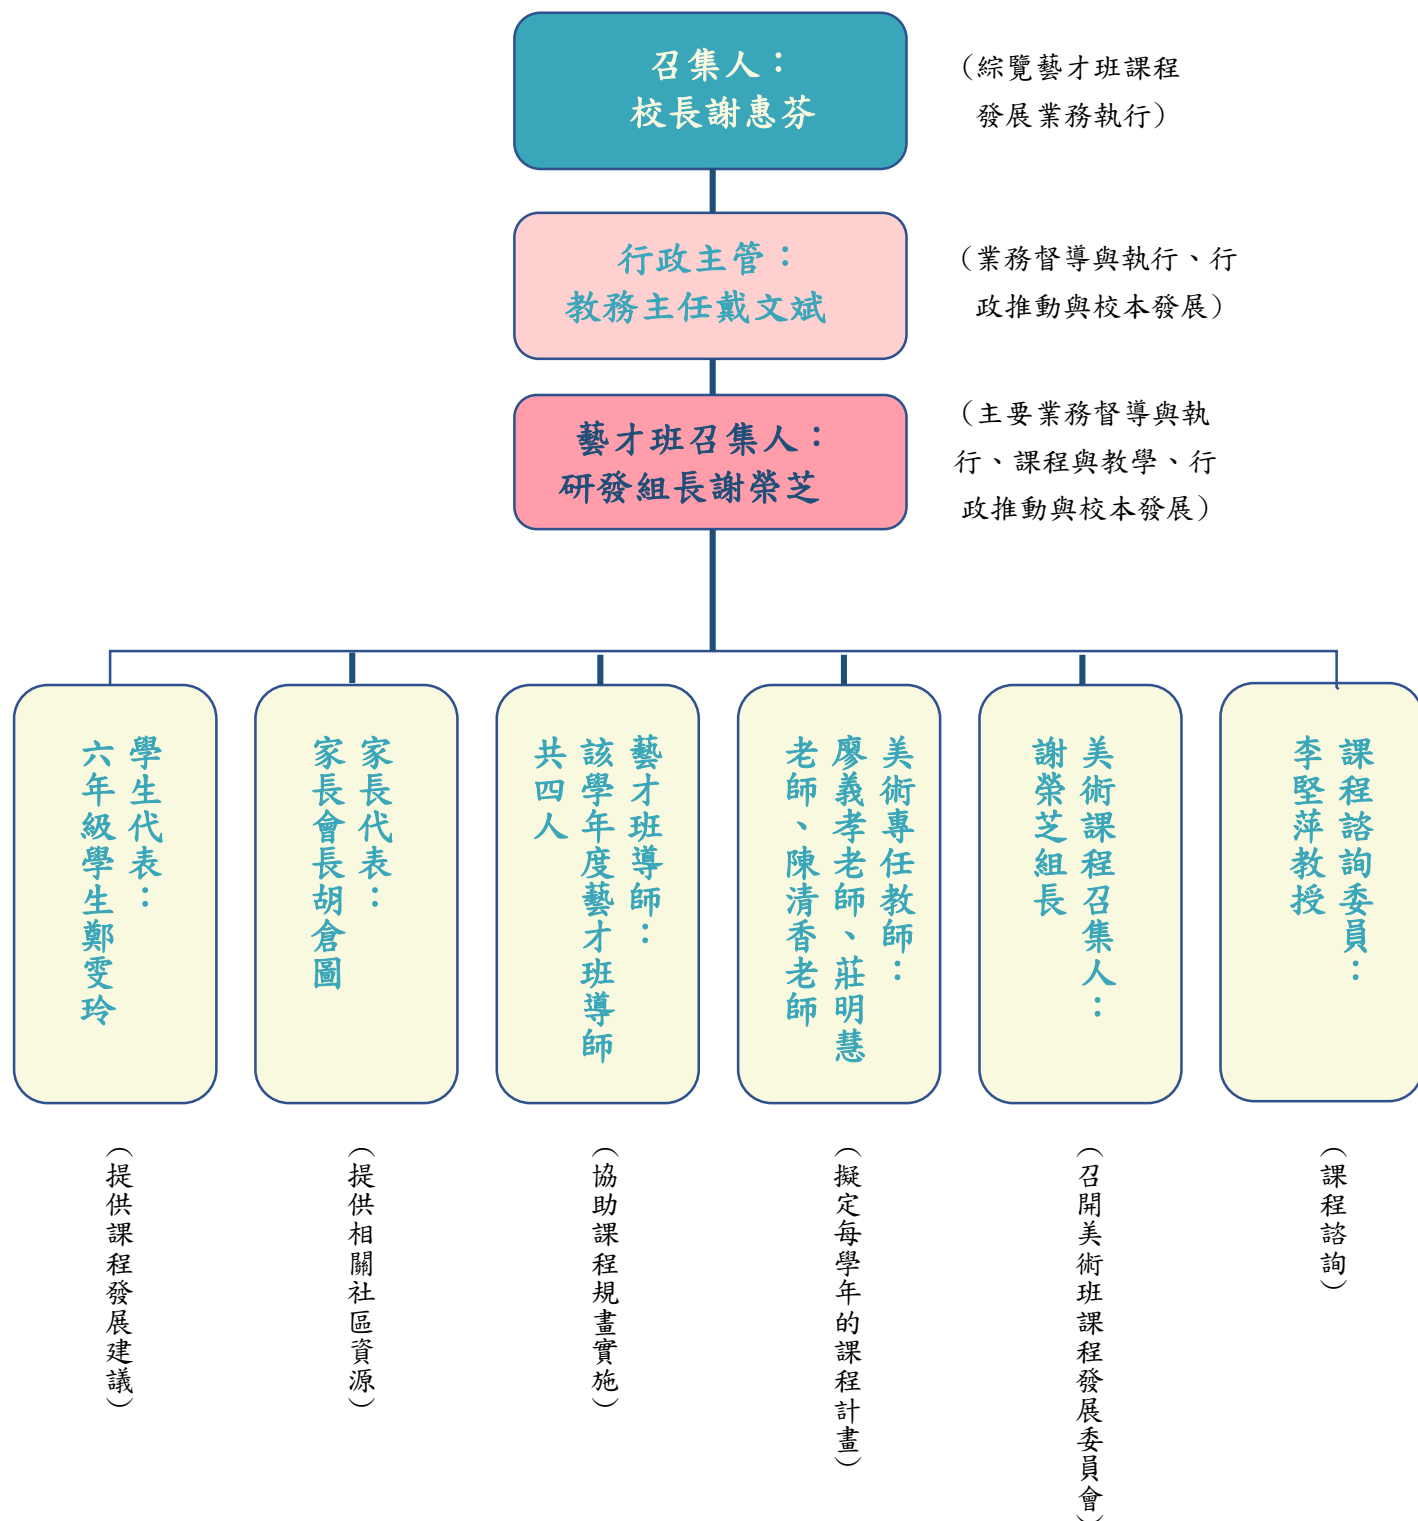 召集人：
校長謝惠芬
（綜覽藝才班課程
發展業務執行）
行政主管：
教務主任戴文斌
（業務督導與執行、行
政推動與校本發展）
藝才班召集人：
研發組長謝榮芝
（主要業務督導與執
行、課程與教學、行
政推動與校本發展）
課程諮詢委員：
李堅萍教授
美術課程召集人：
謝榮芝組長
美術專任教師：
廖義孝老師、莊明慧
老師、陳清香老師
藝才班導師：
該學年度藝才班導師
共四人
家長代表：
家長會長胡倉圖
學生代表：
六年級學生鄭雯玲
（課程諮詢）
（召開美術班課程發展委員會）
（擬定每學年的課程計畫）
（協助課程規畫實施）
（提供相關社區資源）
（提供課程發展建議）